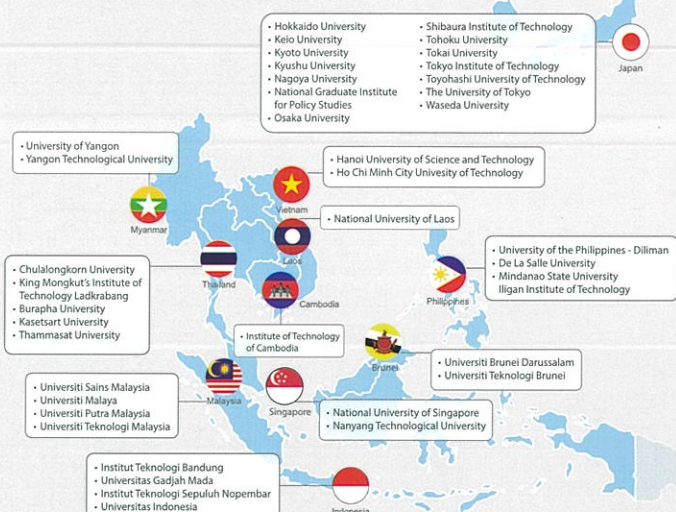 • Hokkaido University
• Keio University
• Kyoto University
• Kyushu University
• Nagoya University
• National Graduate Institute
for Policy Studies
• Osaka University
• Shibaura Institute of Technology
• Tohoku University
• Tokai University
• Tokyo Institute of Technology
• Toyohashi University of Technology
• The University of Tokyo
• Waseda University
Japan
• University of Yangon
• Yangon Technological University
Myanmar
• Hanoi University of Science and Technology
• Ho Chi Minh City Univesity of Technology
Vietnam
• National University of Laos
Laos
• Chulalongkorn University
• King Mongkut's Institute of
Technology Ladkrabang
• Burapha University
• Kasetsart University
• Thammasat University
Thailand
Cambodia
• Institute of Technology
of Cambodia
• University of the Philippines - Diliman
• De La Salle University
• Mindanao State University
Iligan Institute of Technology
Philippines
Brunei
• Universiti Brunei Darussalam
• Universiti Teknologi Brunei
• Universiti Sains Malaysia
• Universiti Malaya
• Universiti Putra Malaysia
• Universiti Teknologi Malaysia
Malaysia
Singapore
• National University of Singapore
• Nanyang Technological University
• Institut Teknologi Bandung
• Universitas Gadjah Mada
• Institut Teknologi Sepuluh Nopembar
• Universitas Indonesia
Indonesia